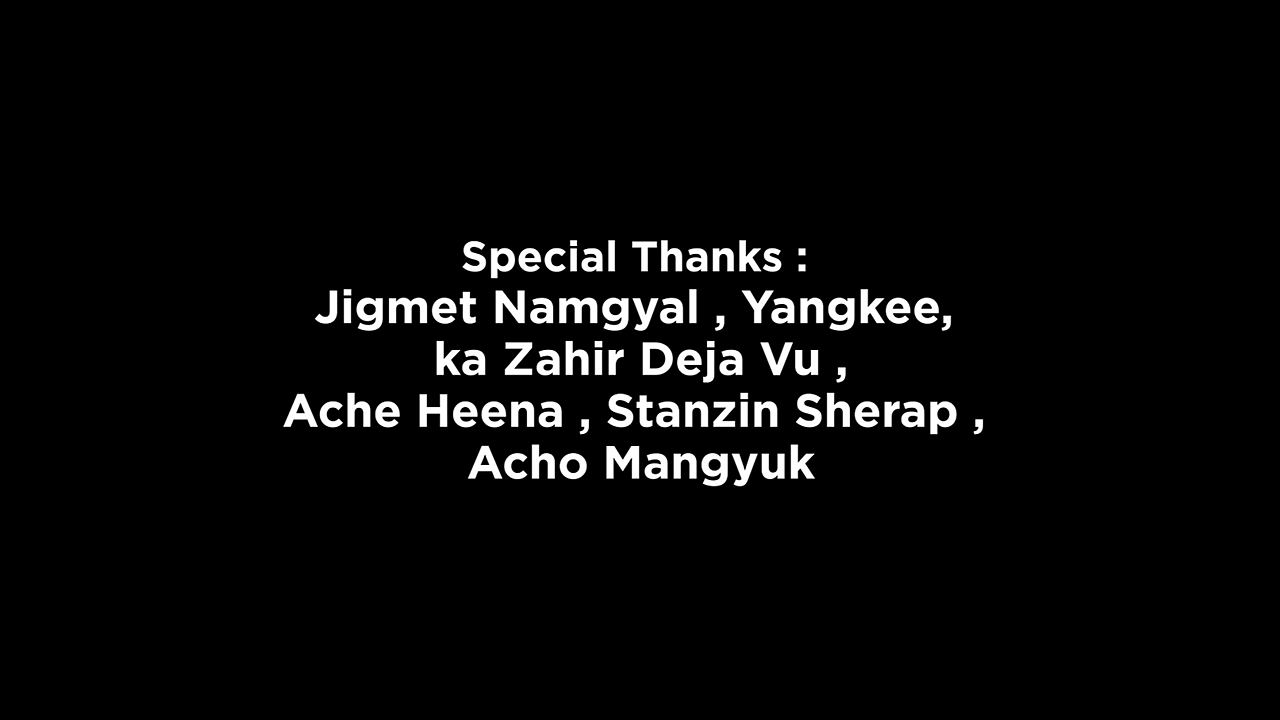 Special Thanks :
Jigmet Namgyal , Yangkee,
ka Zahir Deja Vu ,
Ache Heena , Stanzin Sherap ,
Acho Mangyuk